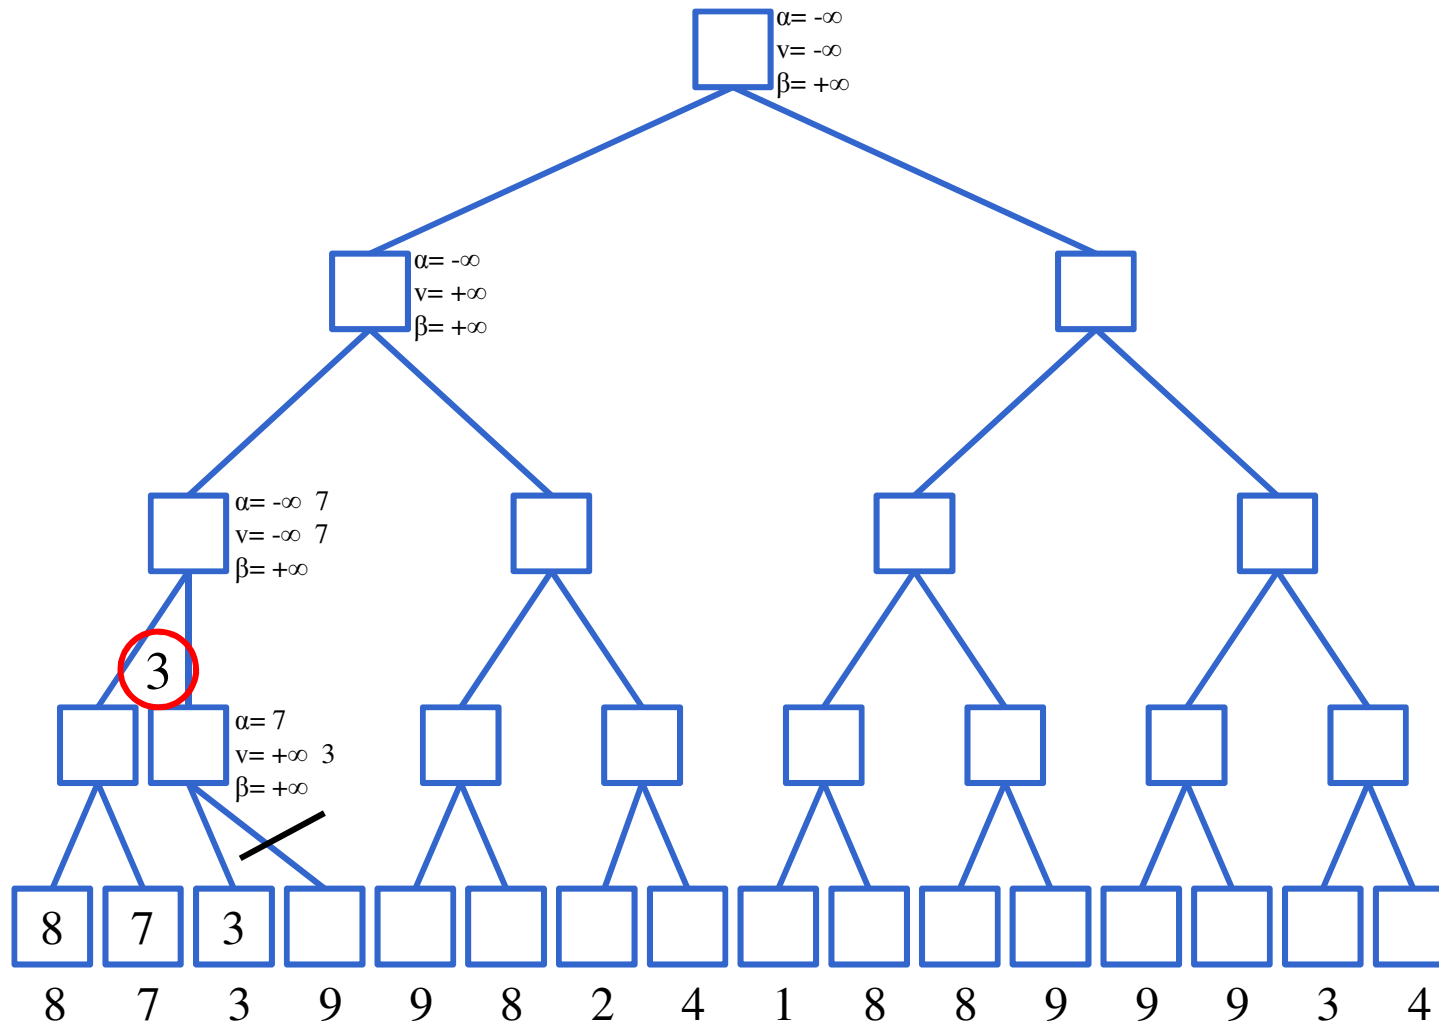 α= -∞
v= -∞
β= +∞
α= -∞
v= +∞
β= +∞
α= -∞ 7
v= -∞ 7
β= +∞
3
α= 7
v= +∞ 3
β= +∞
8 7 3
8 7 3 9 9 8 2 4 1 8 8 9 9 9 3 4